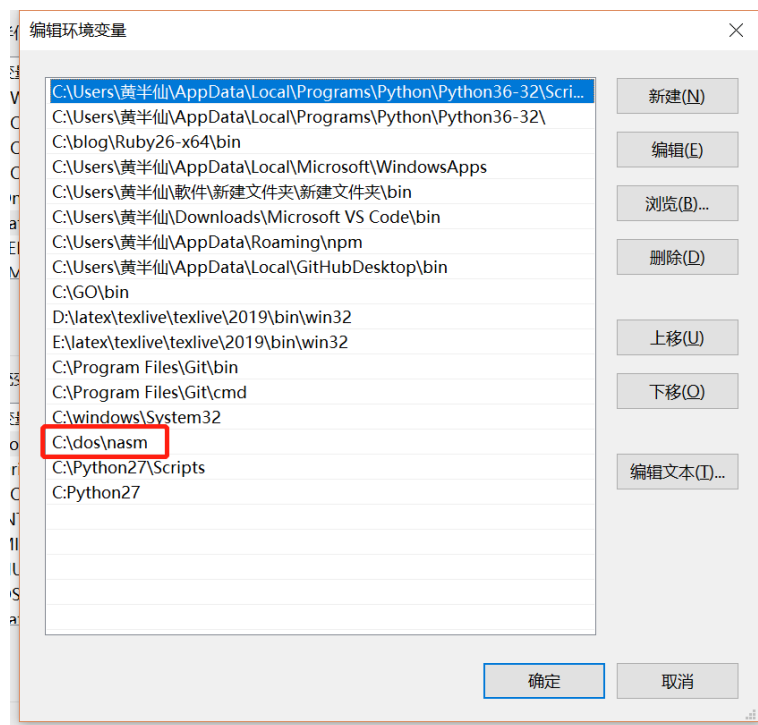 编辑环境变量
C:\Users\黄半仙\AppData\Local\Programs\Python\Python36-32\Scri...
C:\Users\黄半仙\AppData\Local\Programs\Python\Python36-32\
C:\blog\Ruby26-x64\bin
C:\Users\黄半仙\AppData\Local\Microsoft\WindowsApps
C:\Users\黄半仙\軟件\新建文件夹\新建文件夹\bin
C:\Users\黄半仙\Downloads\Microsoft VS Code\bin
C:\Users\黄半仙\AppData\Roaming\npm
C:\Users\黄半仙\AppData\Local\GitHubDesktop\bin
C:\GO\bin
D:\latex\texlive\texlive\2019\bin\win32
E:\latex\texlive\texlive\2019\bin\win32
C:\Program Files\Git\bin
C:\Program Files\Git\cmd
C:\windows\System32
C:\dos\nasm
C:\Python27\Scripts
C:Python27
新建(N)
编辑(E)
浏览(B)...
删除(D)
上移(U)
下移(O)
编辑文本(T)...
确定
取消